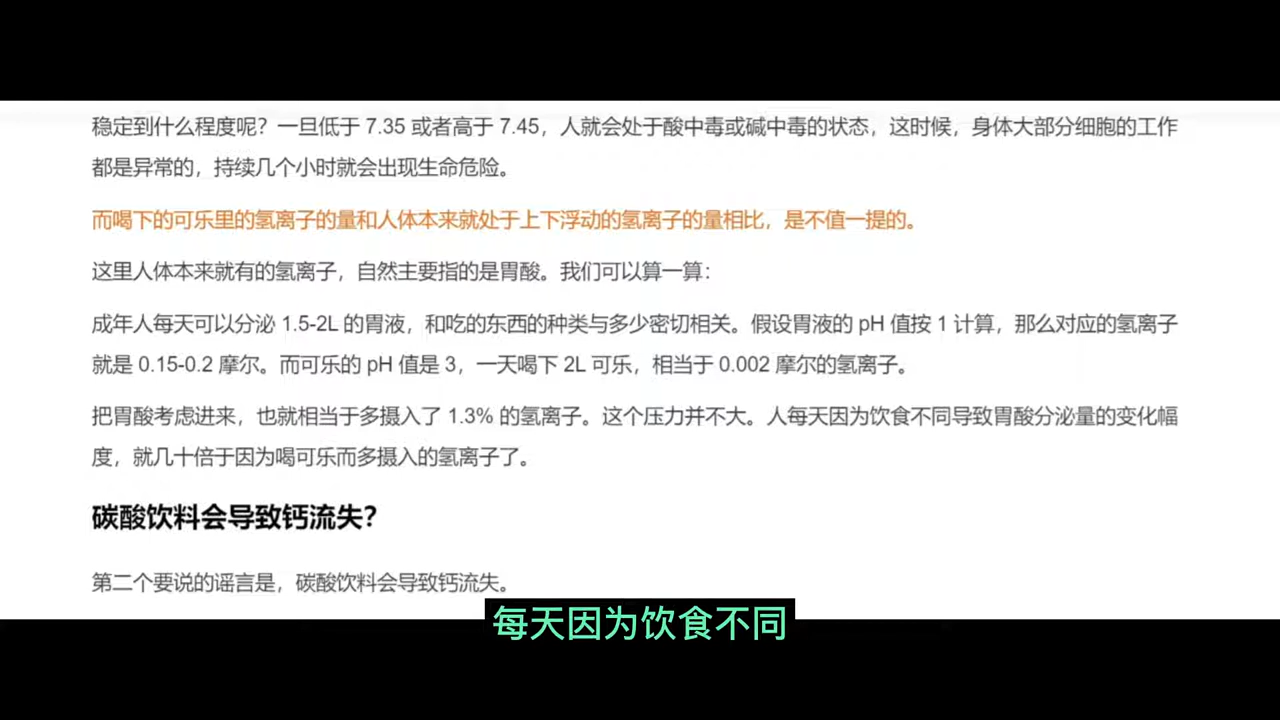 稳定到什么程度呢？一旦低于 7.35 或者高于 7.45，人就会处于酸中毒或碱中毒的状态，这时候，身体大部分细胞的工作
都是异常的，持续几个小时就会出现生命危险。
而喝下的可乐里的氢离子的量和人体本来就处于上下浮动的氢离子的量相比，是不值一提的。
这里人体本来就有的氢离子，自然主要指的是胃酸。我们可以算一算：
成年人每天可以分泌 1.5-2L 的胃液，和吃的东西的种类与多少密切相关。假设胃液的 pH 值按 1 计算，那么对应的氢离子
就是 0.15-0.2 摩尔。而可乐的 pH 值是 3，一天喝下 2L 可乐，相当于 0.002 摩尔的氢离子。
把胃酸考虑进来，也就相当于多摄入了 1.3% 的氢离子。这个压力并不大。人每天因为饮食不同导致胃酸分泌量的变化幅
度，就几十倍于因为喝可乐而多摄入的氢离子了。
碳酸饮料会导致钙流失？
第二个要说的谣言是，碳酸饮料会导致钙流失。
每天因为饮食不同